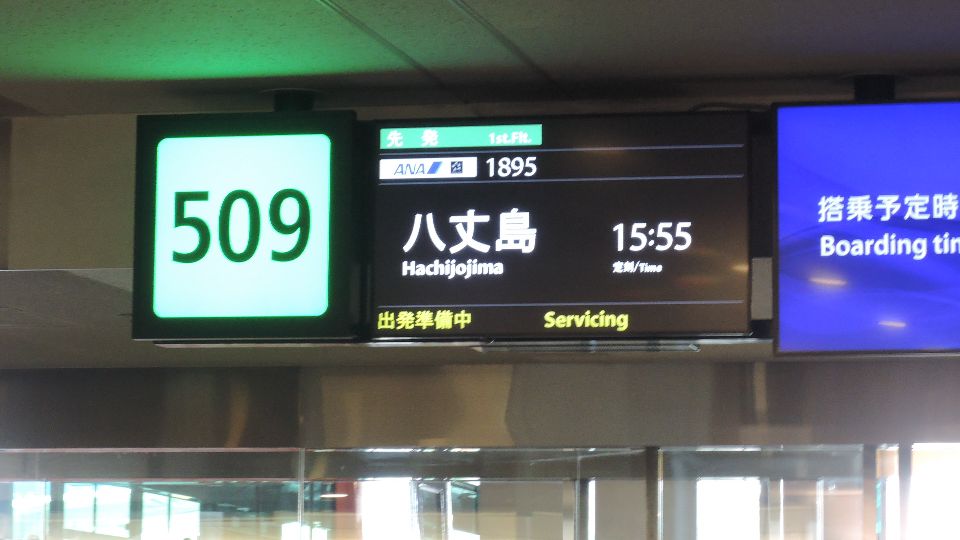 509
先 発 1st.Flt.
ANA 1895
八丈島
Hachijojima
15:55
定刻/Time
出発準備中 Servicing
搭乗予定時
Boarding tim